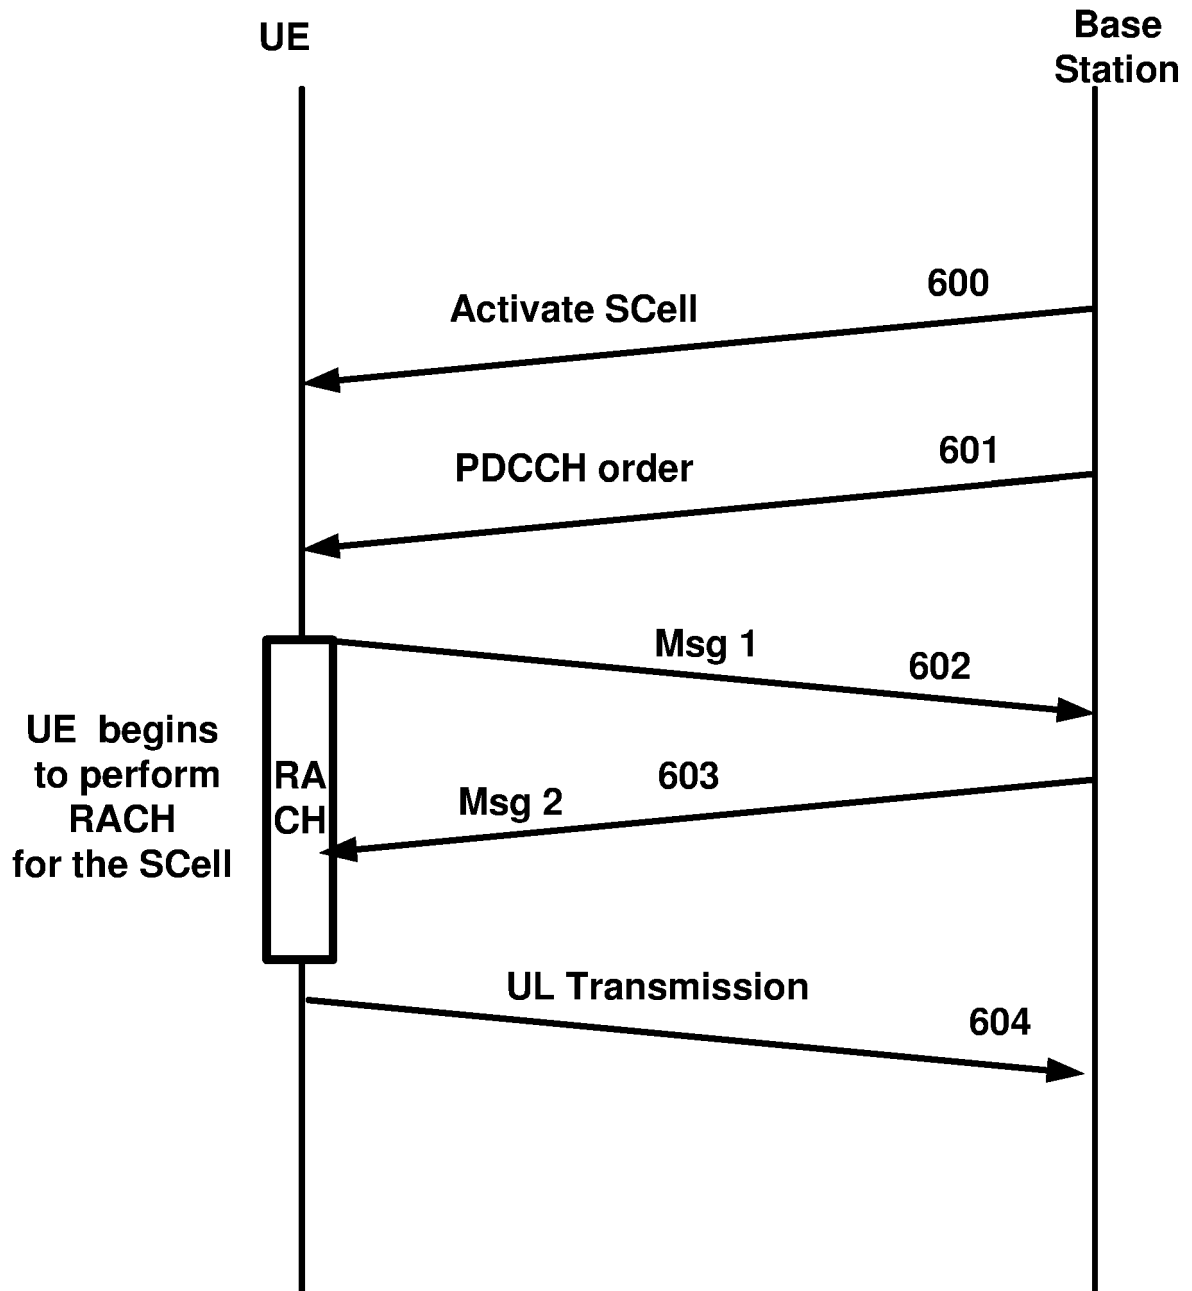 UE
Base
Station
600
Activate SCell
601
PDCCH order
Msg 1
602
UE begins
to perform
RACH
for the SCell
RA
CH
603
Msg 2
UL Transmission
604